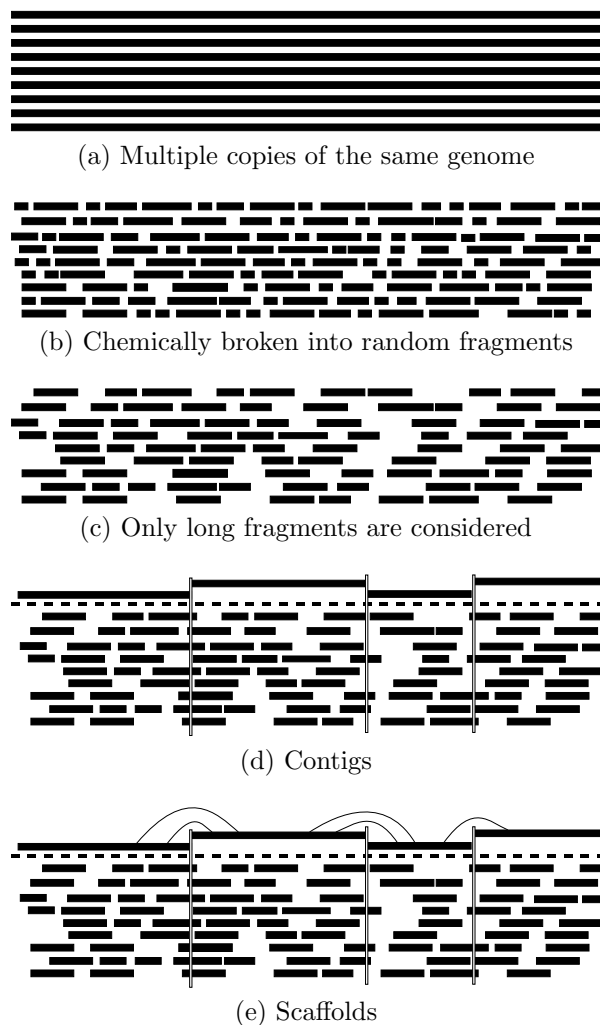 (a) Multiple copies of the same genome
(b) Chemically broken into random fragments
(c) Only long fragments are considered
(d) Contigs
(e) Scaffolds